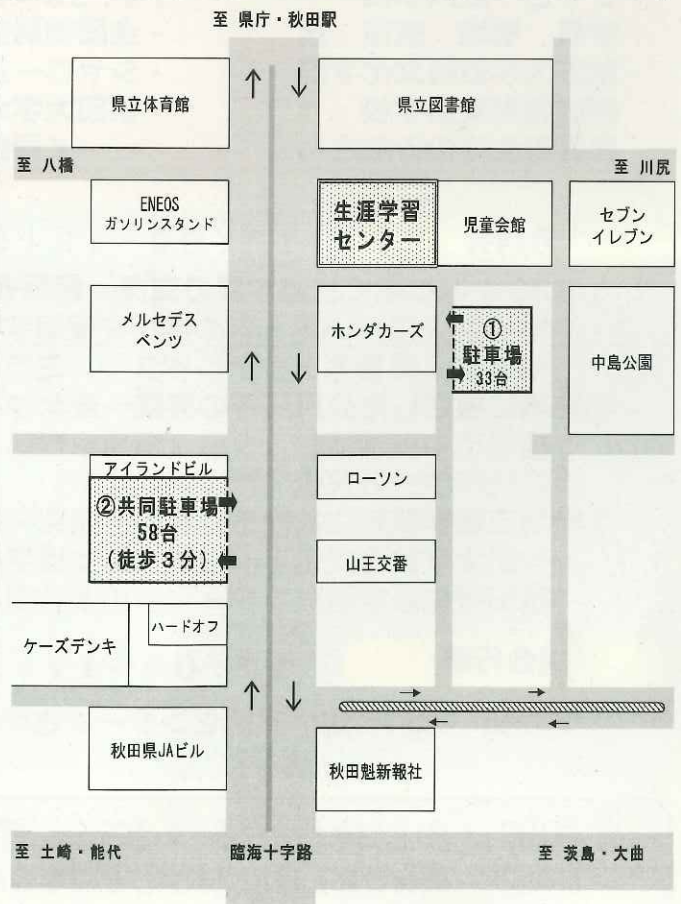 至 県庁・秋田駅
県立体育館
県立図書館
至 八橋
至 川尻
ENEOS
ガソリンスタンド
生涯学習
センター
児童会館
セブン
イレブン
メルセデス
ベンツ
ホンダカーズ
①
駐車場
33台
中島公園
アイランドビル
②共同駐車場
58台
(徒歩3分)
ローソン
山王交番
ケーズデンキ
ハードオフ
秋田県JAビル
秋田魁新報社
至 土崎・能代
臨海十字路
至 茨島・大曲